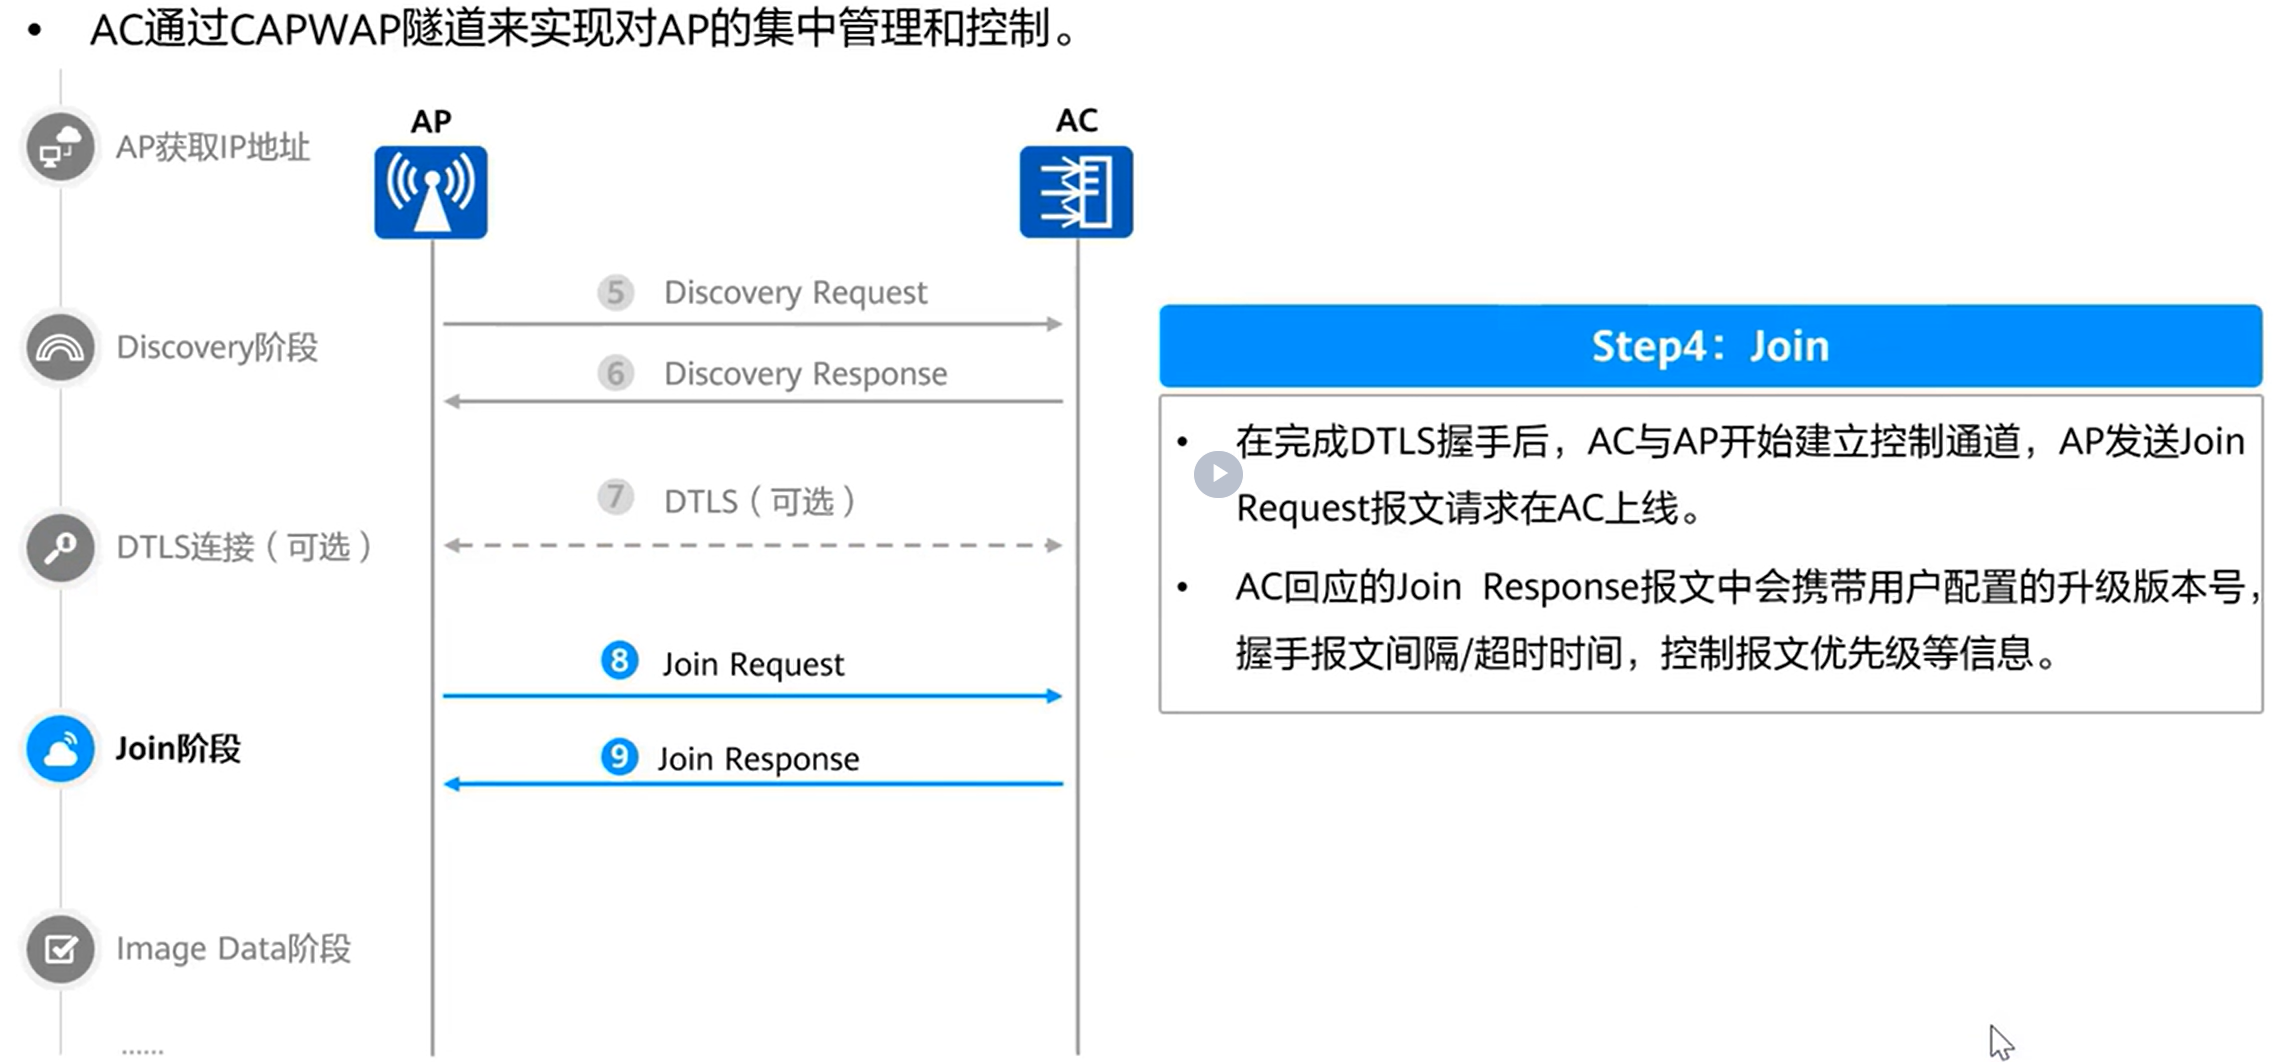 • AC通过CAPWAP隧道来实现对AP的集中管理和控制。
AP获取IP地址
AP
AC
5 Discovery Request
Discovery阶段
6 Discovery Response
7 DTLS（可选）
DTLS连接（可选）
8 Join Request
Join阶段
9 Join Response
Image Data阶段
......
Step4：Join
• 在完成DTLS握手后，AC与AP开始建立控制通道，AP发送Join
Request报文请求在AC上线。
• AC回应的Join Response报文中会携带用户配置的升级版本号，
握手报文间隔/超时时间，控制报文优先级等信息。